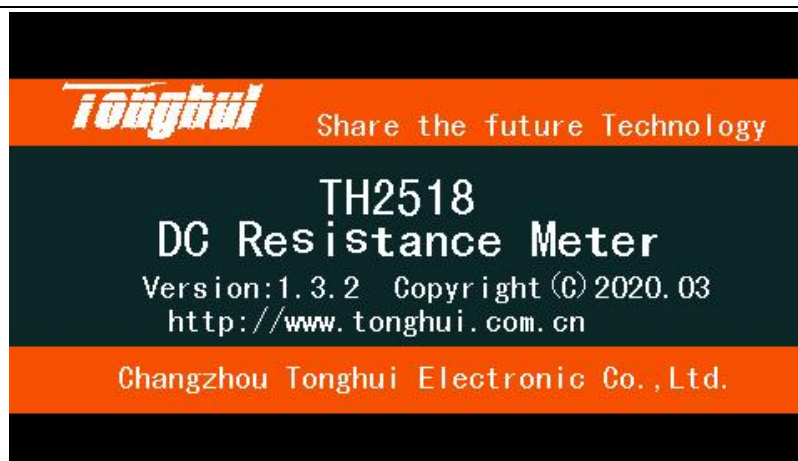 Tonghui Share the future Technology
TH2518
DC Resistance Meter
Version:1.3.2 Copyright(C)2020.03
http://www.tonghui.com.cn
Changzhou Tonghui Electronic Co.,Ltd.